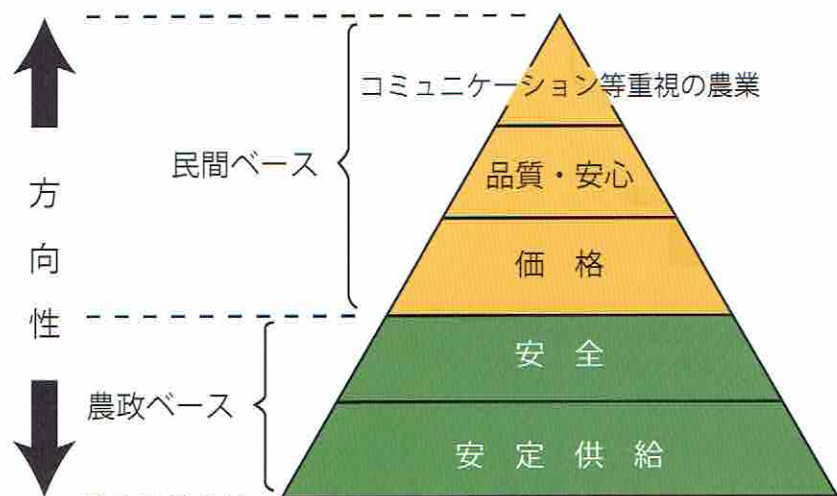 コミュニケーション等重視の農業
民間ベース
品質・安心
価格
方向性
安全
農政ベース
安定供給